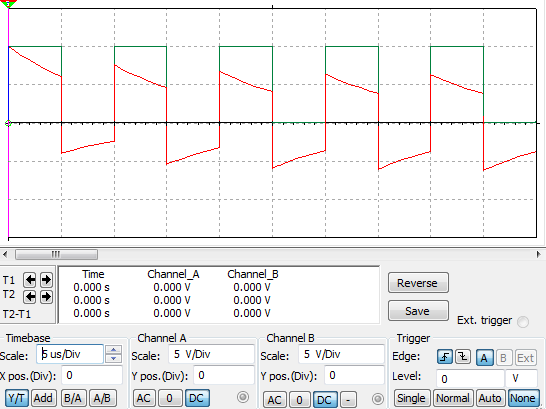 Time Channel_A Channel_B
T1 0.000 s 0.000 V 0.000 V
T2 0.000 s 0.000 V 0.000 V
T2-T1 0.000 s 0.000 V 0.000 V
Reverse
Save
Ext. trigger
Timebase
Scale: 5 us/Div
X pos.(Div): 0
Y/T Add B/A A/B
Channel A
Scale: 5 V/Div
Y pos.(Div): 0
AC 0 DC
Channel B
Scale: 5 V/Div
Y pos.(Div): 0
AC 0 DC -
Trigger
Edge: A B Ext
Level: 0 V
Single Normal Auto None